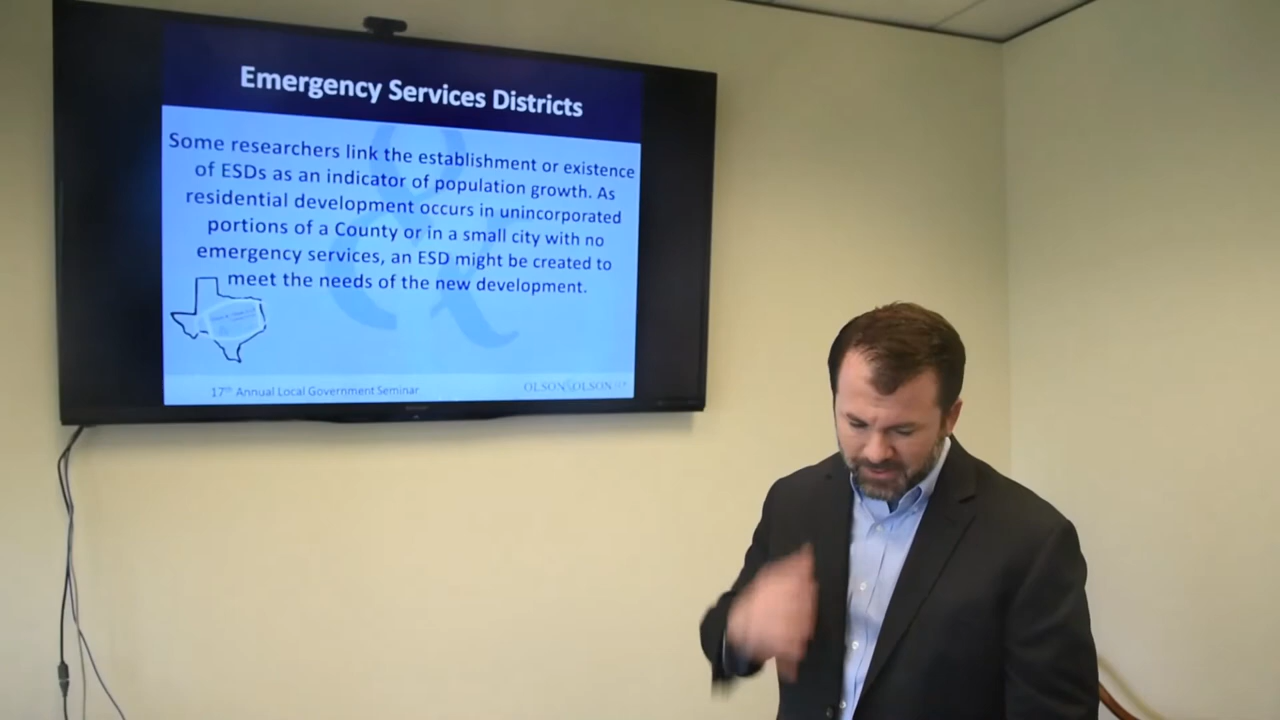 Emergency Services Districts
Some researchers link the establishment or existence
of ESDs as an indicator of population growth. As
residential development occurs in unincorporated
portions of a County or in a small city with no
emergency services, an ESD might be created to
meet the needs of the new development.
17th Annual Local Government Seminar
OLSON & OLSON LLP